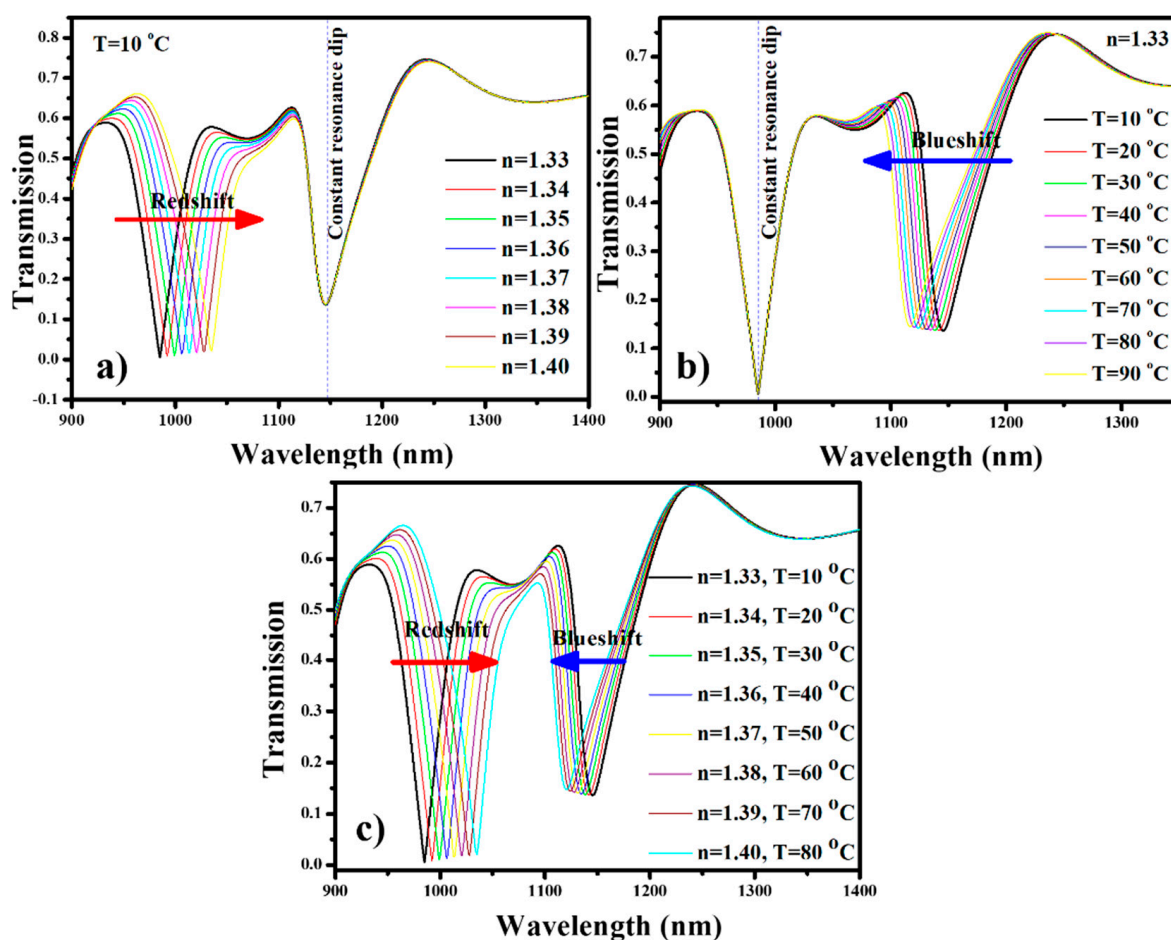 T=10 °C
Constant resonance dip
Redshift
n=1.33
n=1.34
n=1.35
n=1.36
n=1.37
n=1.38
n=1.39
n=1.40
a)
Transmission
0.8
0.7
0.6
0.5
0.4
0.3
0.2
0.1
0.0
-0.1
900 1000 1100 1200 1300 1400
Wavelength (nm)
n=1.33
Constant resonance dip
Blueshift
T=10 °C
T=20 °C
T=30 °C
T=40 °C
T=50 °C
T=60 °C
T=70 °C
T=80 °C
T=90 °C
b)
Transmission
0.7
0.6
0.5
0.4
0.3
0.2
0.1
0.0
900 1000 1100 1200 1300
Wavelength (nm)
Redshift
Blueshift
n=1.33, T=10 °C
n=1.34, T=20 °C
n=1.35, T=30 °C
n=1.36, T=40 °C
n=1.37, T=50 °C
n=1.38, T=60 °C
n=1.39, T=70 °C
n=1.40, T=80 °C
c)
Transmission
0.7
0.6
0.5
0.4
0.3
0.2
0.1
0.0
900 1000 1100 1200 1300 1400
Wavelength (nm)